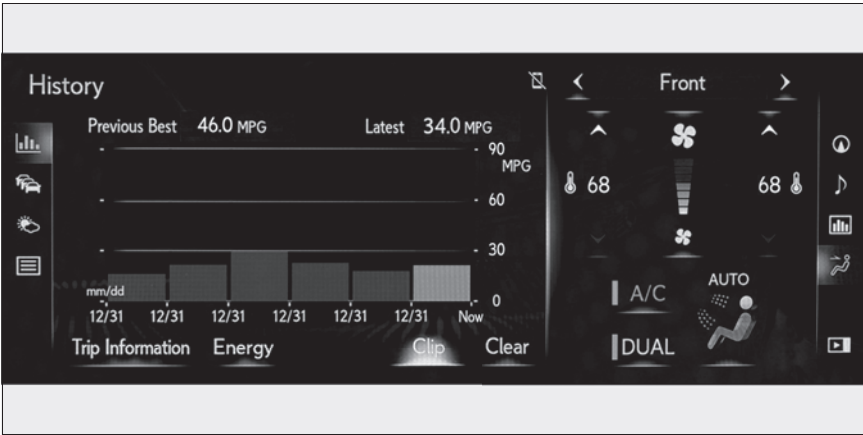 History
Front
Previous Best 46.0 MPG
Latest 34.0 MPG
90
MPG
60
30
0
68
68
mm/dd
12/31 12/31 12/31 12/31 12/31 12/31 Now
A/C
AUTO
Trip Information Energy Clip Clear
DUAL